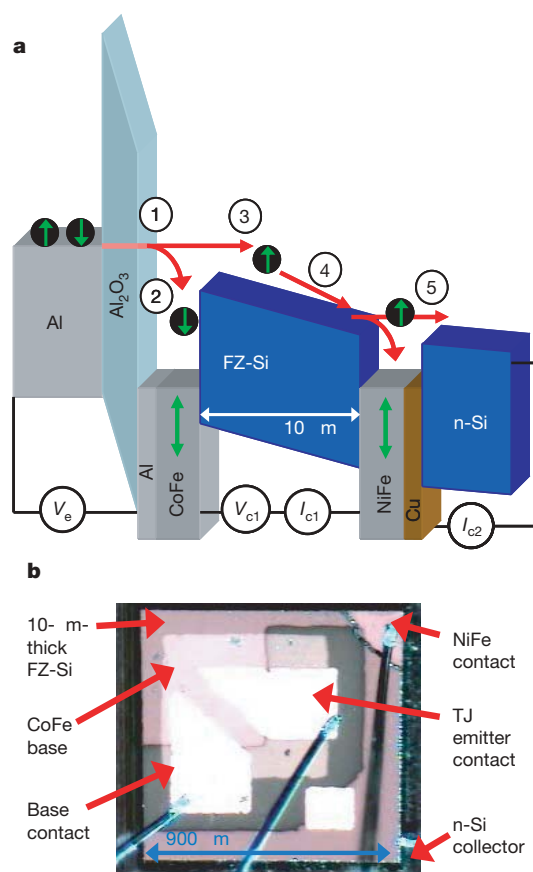 a
1
3
4
2
5
Al
Al2O3
FZ-Si
n-Si
10 m
Al
CoFe
NiFe
Cu
Ve
Vc1
Ic1
Ic2
b
10- m-
thick
FZ-Si
CoFe
base
Base
contact
NiFe
contact
TJ
emitter
contact
n-Si
collector
900 m